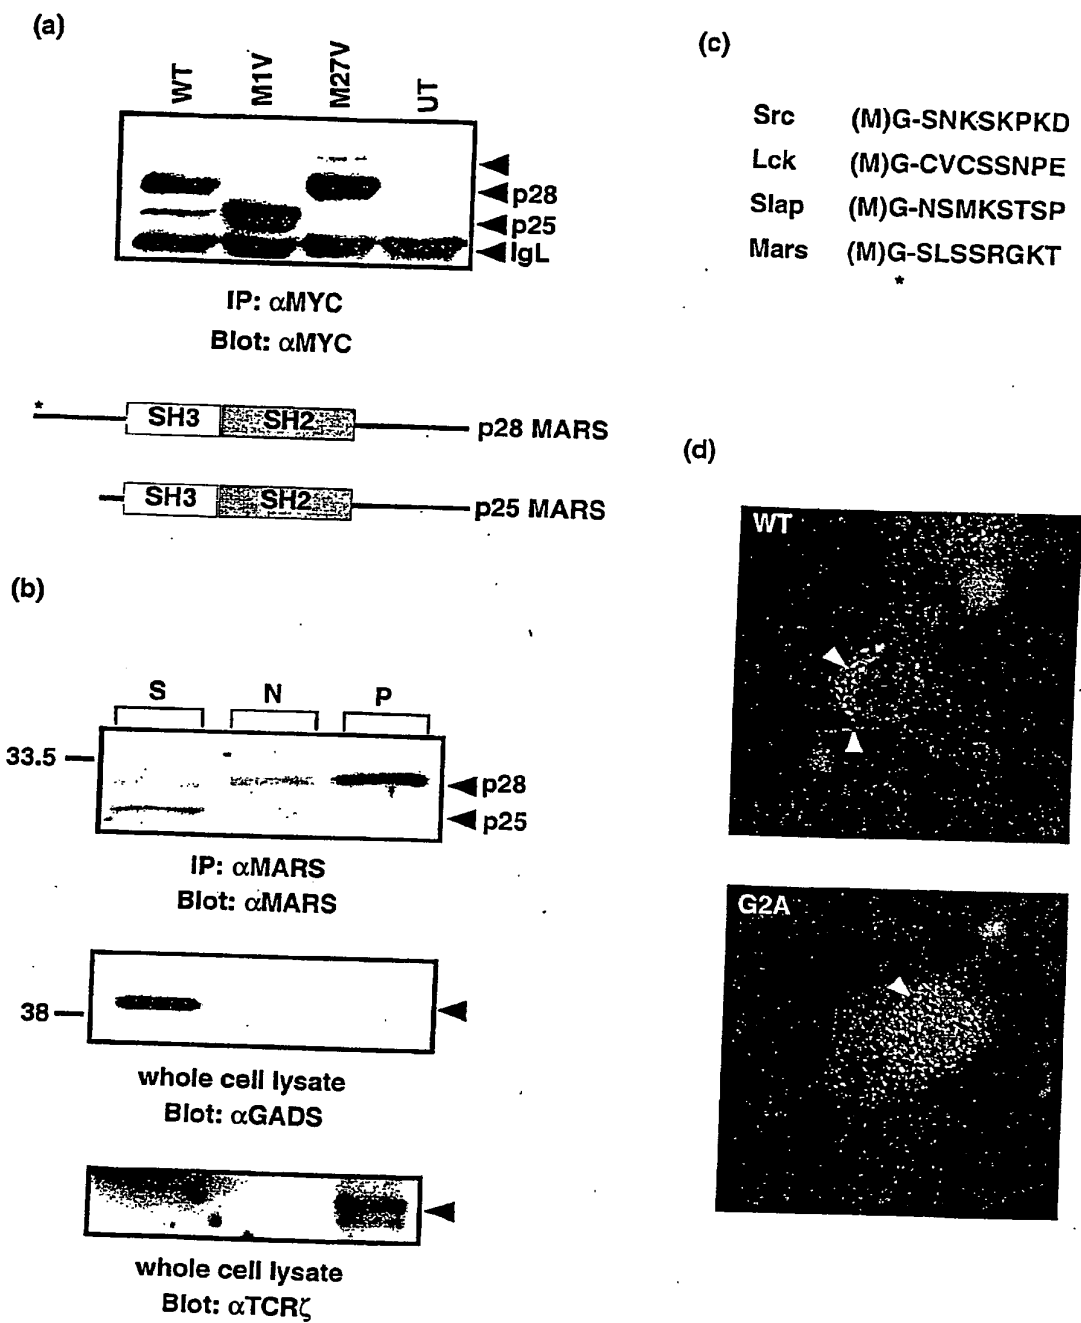 (a)
WT M1V M27V UT
p28
p25
IgL
IP: αMYC
Blot: αMYC
* SH3 SH2 p28 MARS
SH3 SH2 p25 MARS
(b)
S N P
33.5
p28
p25
IP: αMARS
Blot: αMARS
38
whole cell lysate
Blot: αGADS
whole cell lysate
Blot: αTCRζ
(c)
Src (M)G-SNKSKPKD
Lck (M)G-CVCSSNPE
Slap (M)G-NSMKSTSP
Mars (M)G-SLSSRGKT
*
(d)
WT
G2A